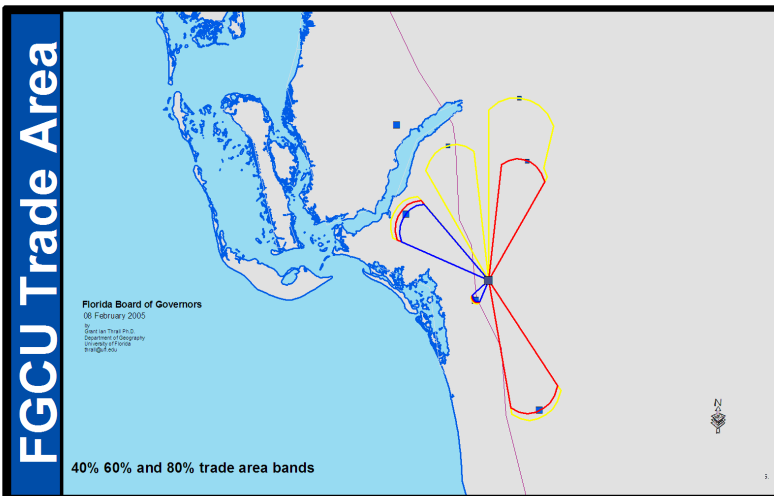 FGCU Trade Area
Florida Board of Governors
08 February 2005
by
Grant Ian Thrall Ph.D.
Department of Geography
University of Florida
thrall@ufl.edu
N
40% 60% and 80% trade area bands